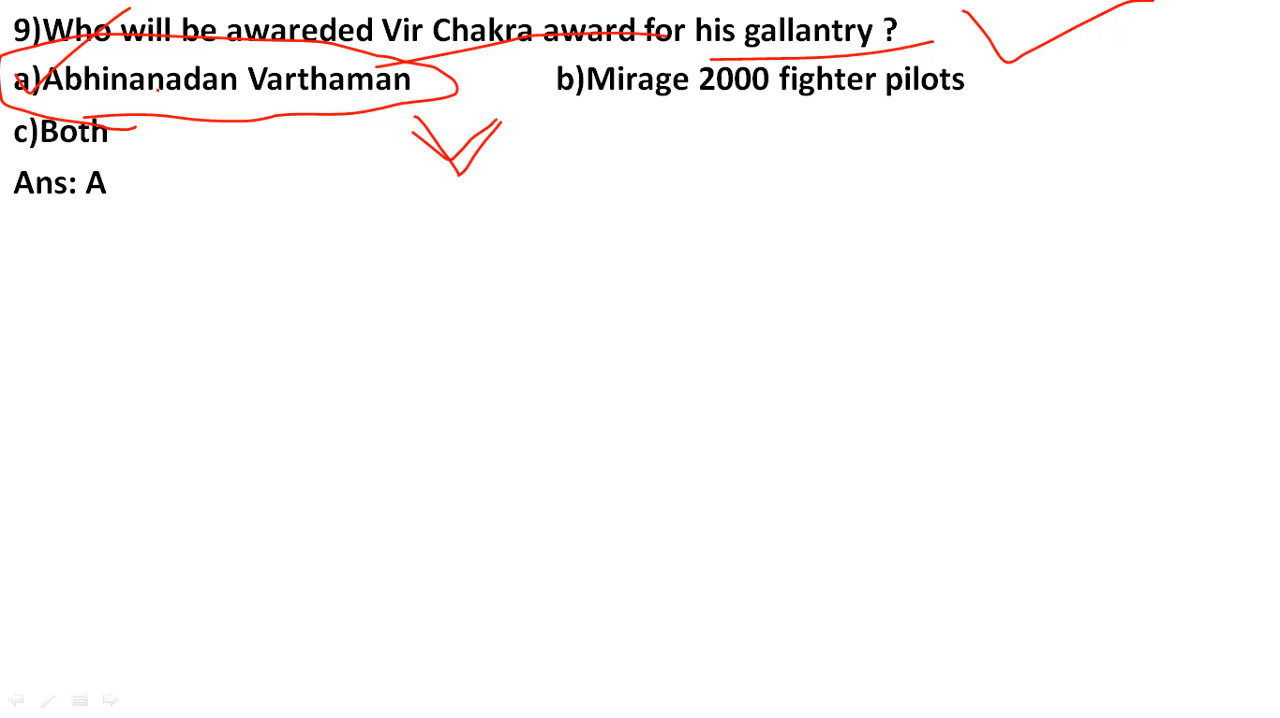 9)Who will be awareded Vir Chakra award for his gallantry ?
a)Abhinanadan Varthaman b)Mirage 2000 fighter pilots
c)Both
Ans: A